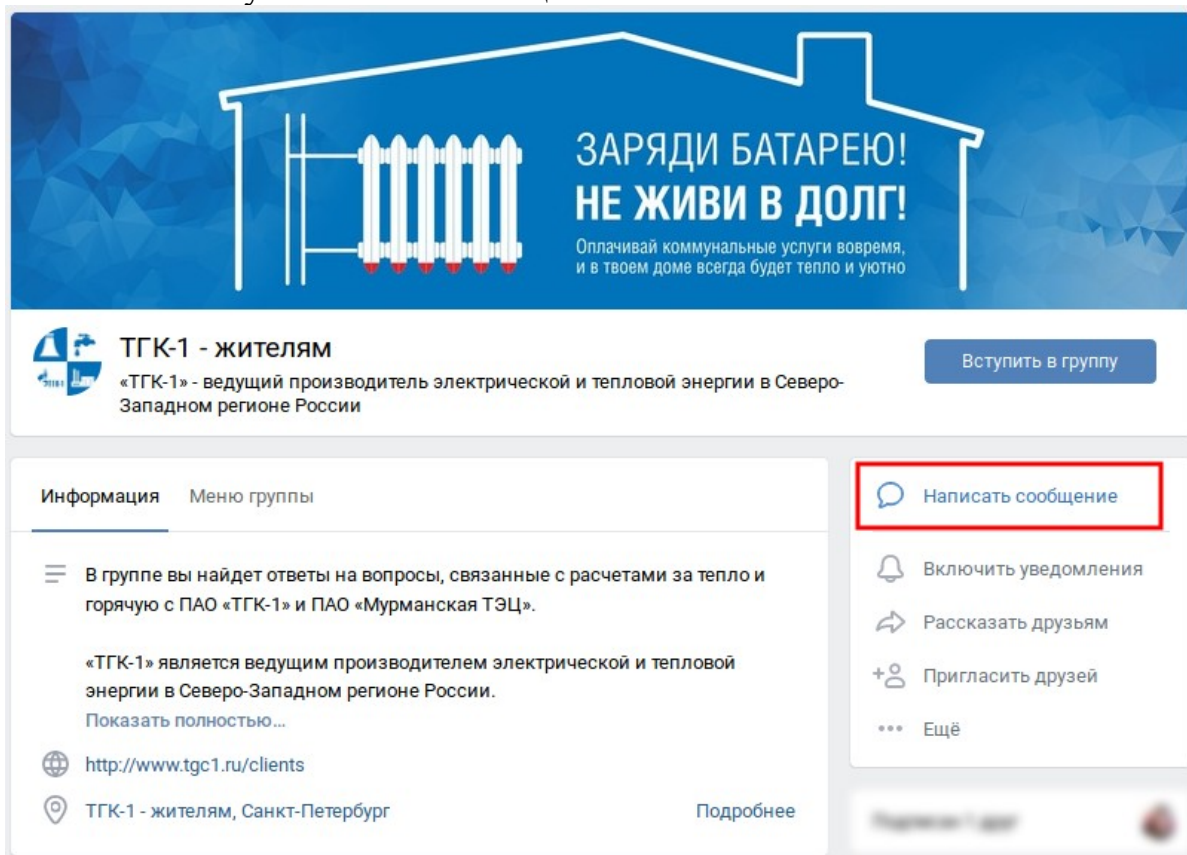 ЗАРЯДИ БАТАРЕЮ!
НЕ ЖИВИ В ДОЛГ!
Оплачивай коммунальные услуги вовремя,
и в твоем доме всегда будет тепло и уютно
ТГК-1 - жителям
«ТГК-1» - ведущий производитель электрической и тепловой энергии в Северо-
Западном регионе России
Вступить в группу
Информация Меню группы
В группе вы найдет ответы на вопросы, связанные с расчетами за тепло и
горячую с ПАО «ТГК-1» и ПАО «Мурманская ТЭЦ».
«ТГК-1» является ведущим производителем электрической и тепловой
энергии в Северо-Западном регионе России.
Показать полностью...
http://www.tgc1.ru/clients
ТГК-1 - жителям, Санкт-Петербург Подробнее
Написать сообщение
Включить уведомления
Рассказать друзьям
Пригласить друзей
Ещё